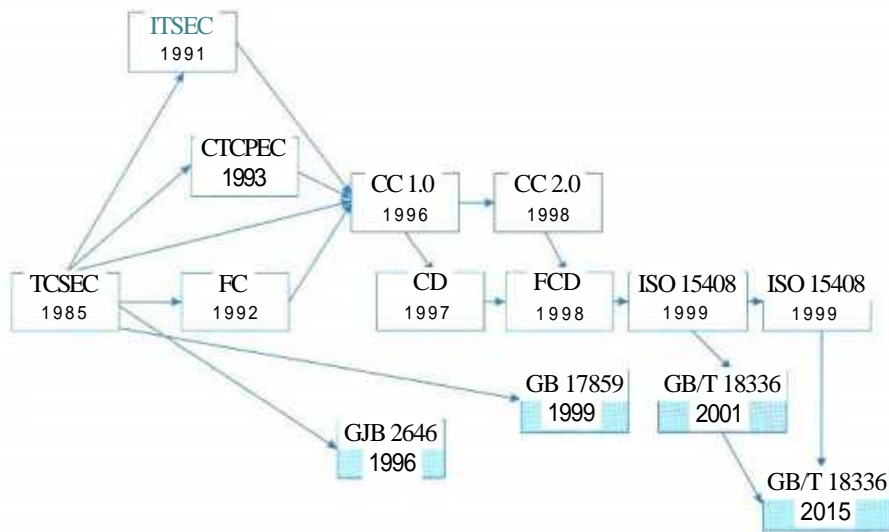 ITSEC
1991
CTCPEC
1993
CC 1.0
1996
CC 2.0
1998
TCSEC
1985
FC
1992
CD
1997
FCD
1998
ISO 15408
1999
ISO 15408
1999
GB 17859
1999
GB/T 18336
2001
GJB 2646
1996
GB/T 18336
2015